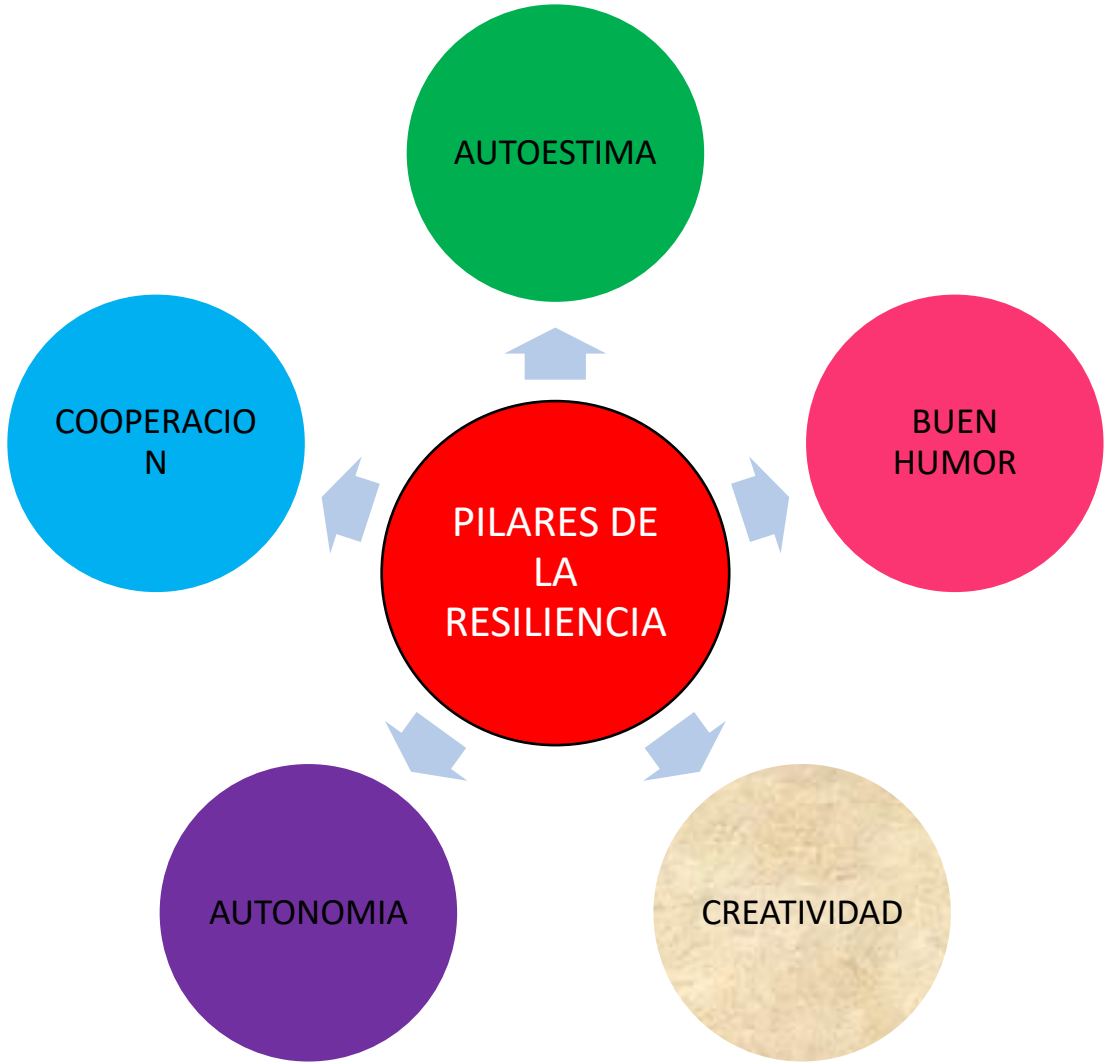 AUTOESTIMA
COOPERACIO
N
BUEN
HUMOR
PILARES DE
LA
RESILIENCIA
AUTONOMIA
CREATIVIDAD